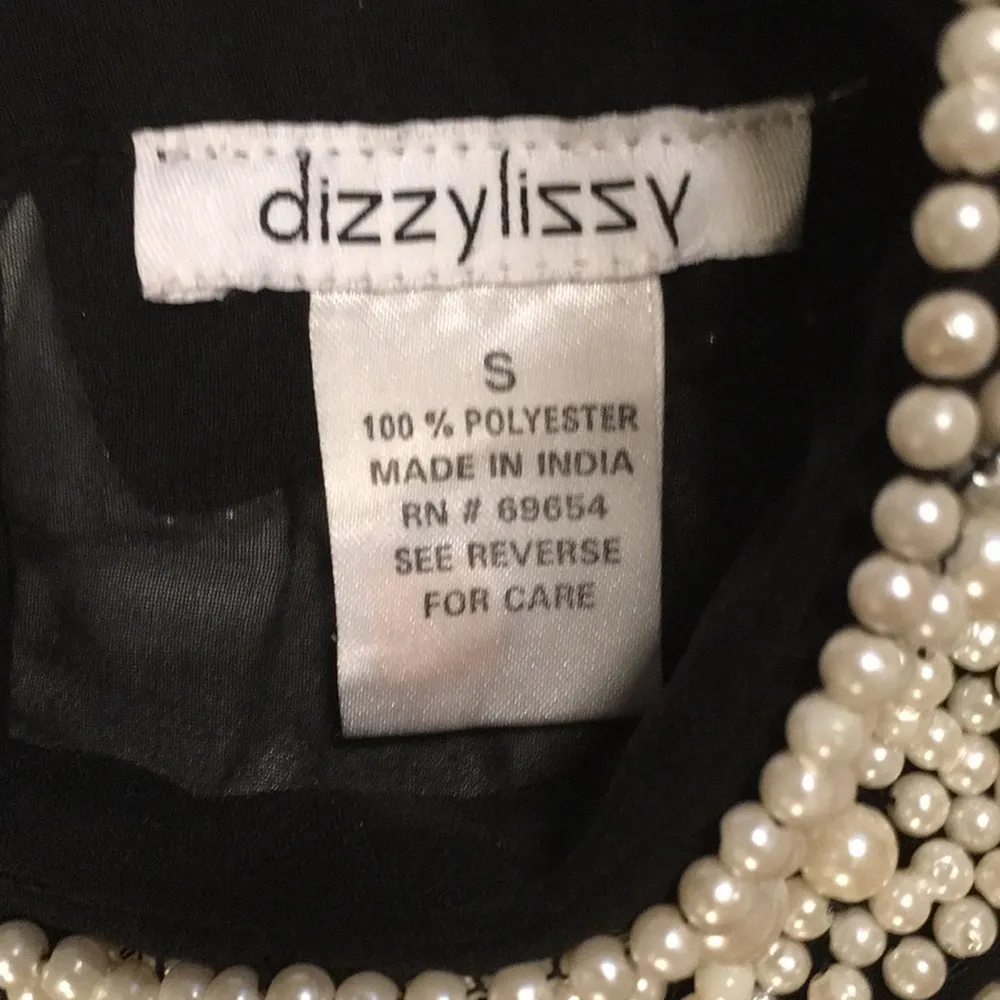 dizzylissy
S
100 % POLYESTER
MADE IN INDIA
RN # 69654
SEE REVERSE
FOR CARE